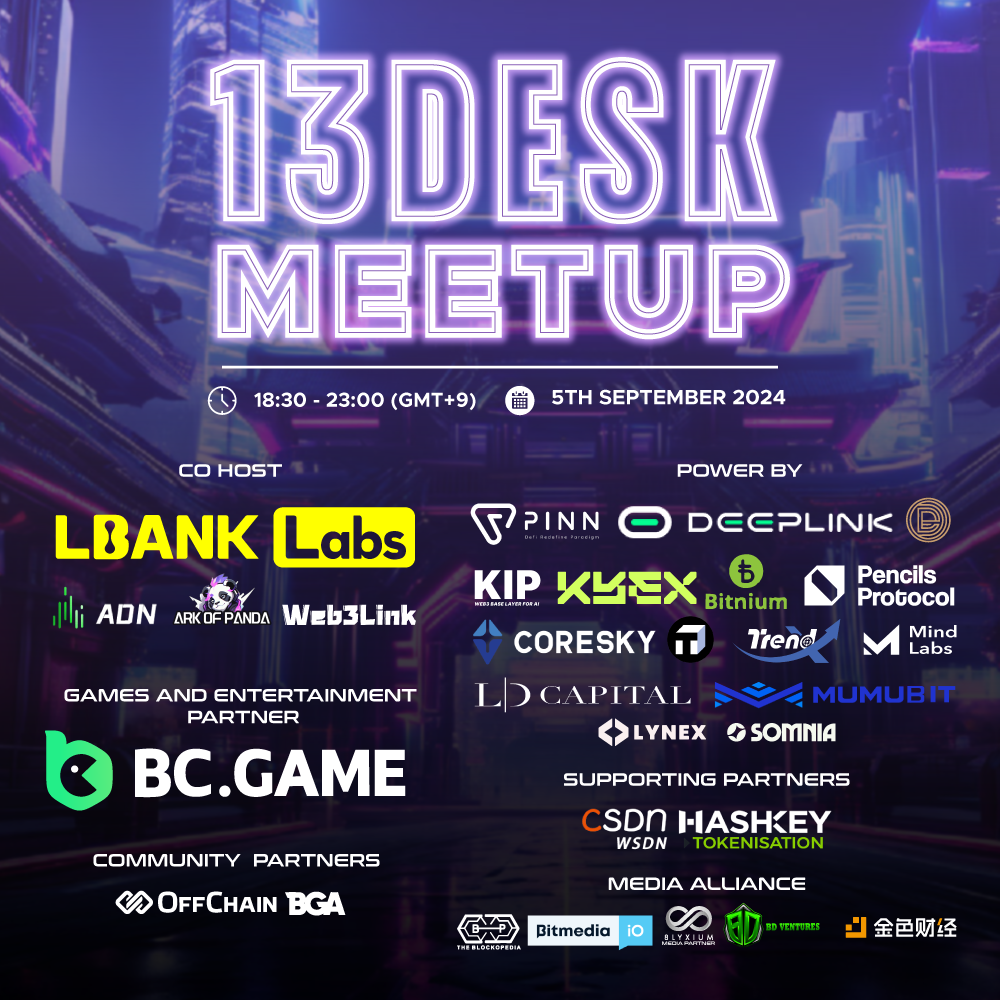 13DESK
MEETUP
18:30 - 23:00 (GMT+9)
5TH SEPTEMBER 2024
CO HOST
LBANK Labs
ADN
ARK OF PANDA
Web3Link
GAMES AND ENTERTAINMENT
PARTNER
BC.GAME
COMMUNITY PARTNERS
OFFCHAIN
BGA
POWER BY
PINN
DeFi Redefine Paradigm
DEEPLINK
KIP
WEB3 BASE LAYER FOR AI
KYEX
Bitnium
Pencils
Protocol
CORESKY
TrendX
Mind
Labs
LD CAPITAL
MUMUBIT
LYNEX
SOMNIA
SUPPORTING PARTNERS
CSDN
WSDN
HASHKEY
TOKENISATION
MEDIA ALLIANCE
THE BLOCKOPEDIA
Bitmedia iO
BLYXIUM
MEDIA PARTNER
BD VENTURES
金色财经